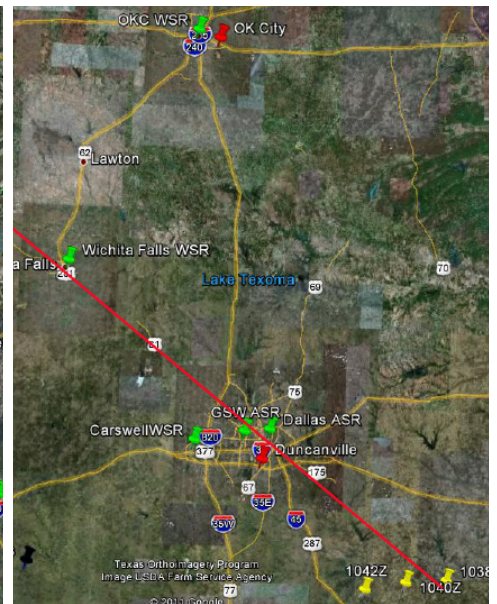 OKC WSR
235
OK City
240
62
Lawton
Wichita Falls WSR
a Falls
281
70
Lake Texoma
69
81
75
GSW ASR
Dallas ASR
CarswellWSR
820
377
Duncanville
175
67
35E
35W
45
287
Texas Orthoimagery Program
Image USDA Farm Service Agency
77
© 2011 Google
1042Z
1040Z
1038